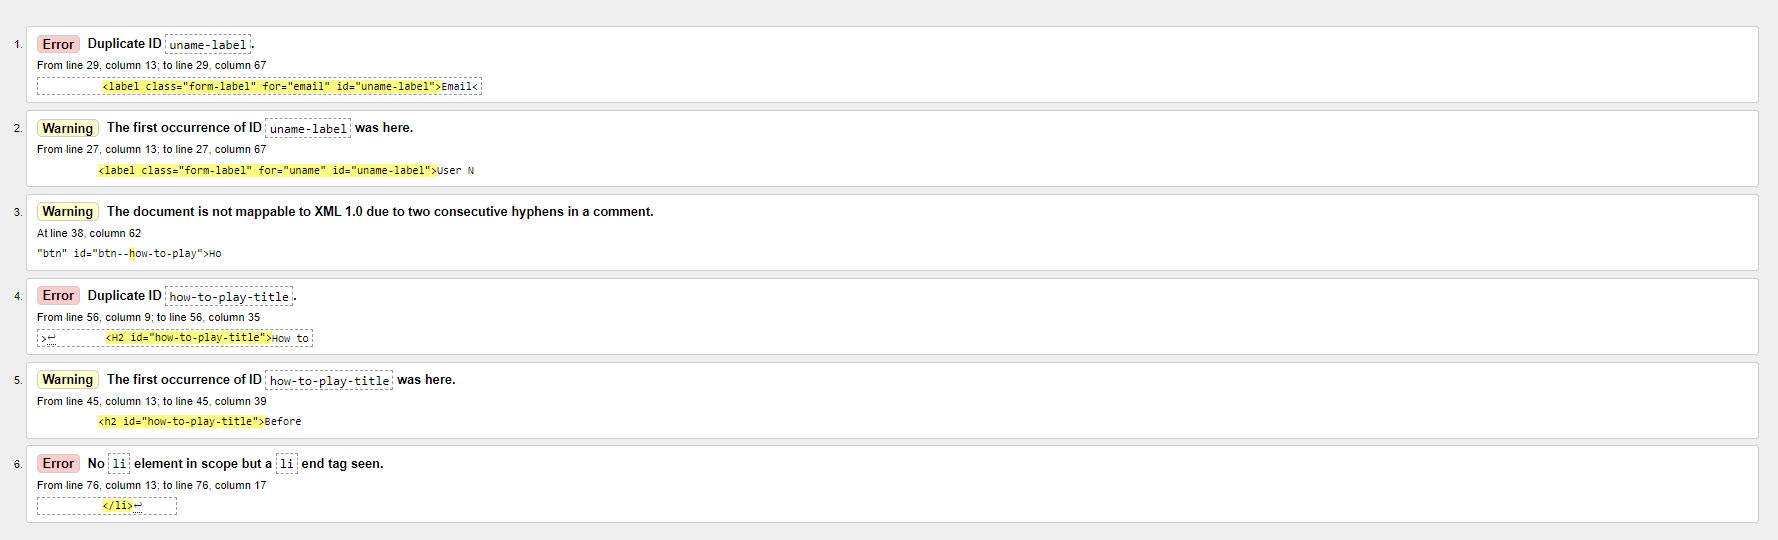 1. Error Duplicate ID uname-label.
From line 29, column 13; to line 29, column 67
<label class="form-label" for="email" id="uname-label">Email<
2. Warning The first occurrence of ID uname-label was here.
From line 27, column 13; to line 27, column 67
<label class="form-label" for="uname" id="uname-label">User N
3. Warning The document is not mappable to XML 1.0 due to two consecutive hyphens in a comment.
At line 38, column 62
"btn" id="btn--how-to-play">Ho
4. Error Duplicate ID how-to-play-title.
From line 56, column 9; to line 56, column 35
>↩ <H2 id="how-to-play-title">How to
5. Warning The first occurrence of ID how-to-play-title was here.
From line 45, column 13; to line 45, column 39
<h2 id="how-to-play-title">Before
6. Error No li element in scope but a li end tag seen.
From line 76, column 13; to line 76, column 17
</li>↩